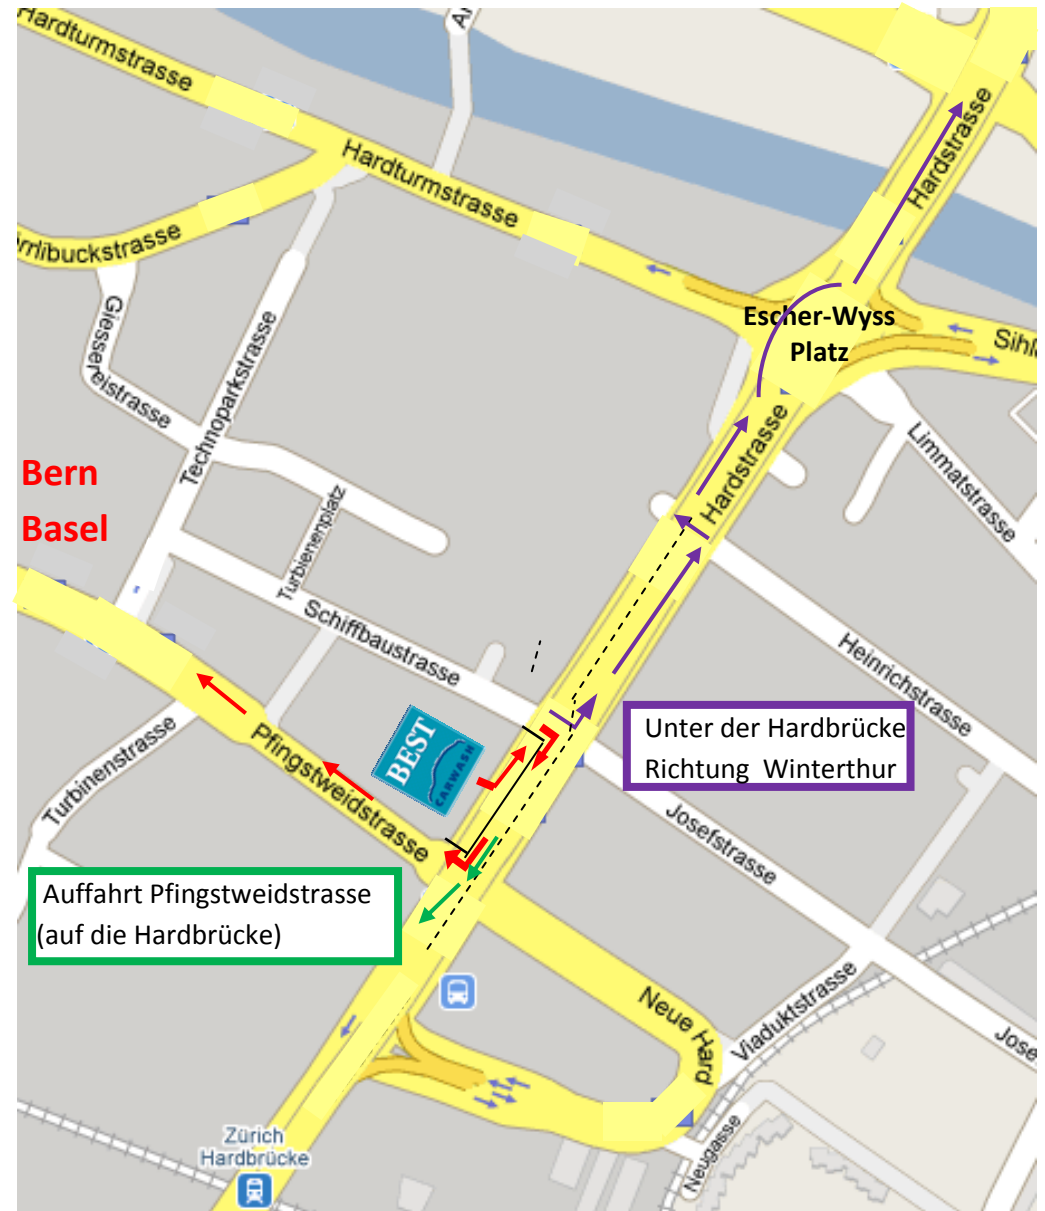 Hardturmstrasse
Hardturmstrasse
Hardstrasse
rrlibuckstrasse
Giessereistrasse
Technoparkstrasse
Escher-Wyss
Platz
Sihl
Bern
Basel
Hardstrasse
Limmatstrasse
Turbienenplatz
Schiffbaustrasse
Heinrichstrasse
BEST
CARWASH
Unter der Hardbrücke
Richtung Winterthur
Pfingstweidstrasse
Turbinenstrasse
Josefstrasse
Auffahrt Pfingstweidstrasse
(auf die Hardbrücke)
Neue Hard
Viaduktstrasse
Jose
Neugasse
Zürich
Hardbrücke